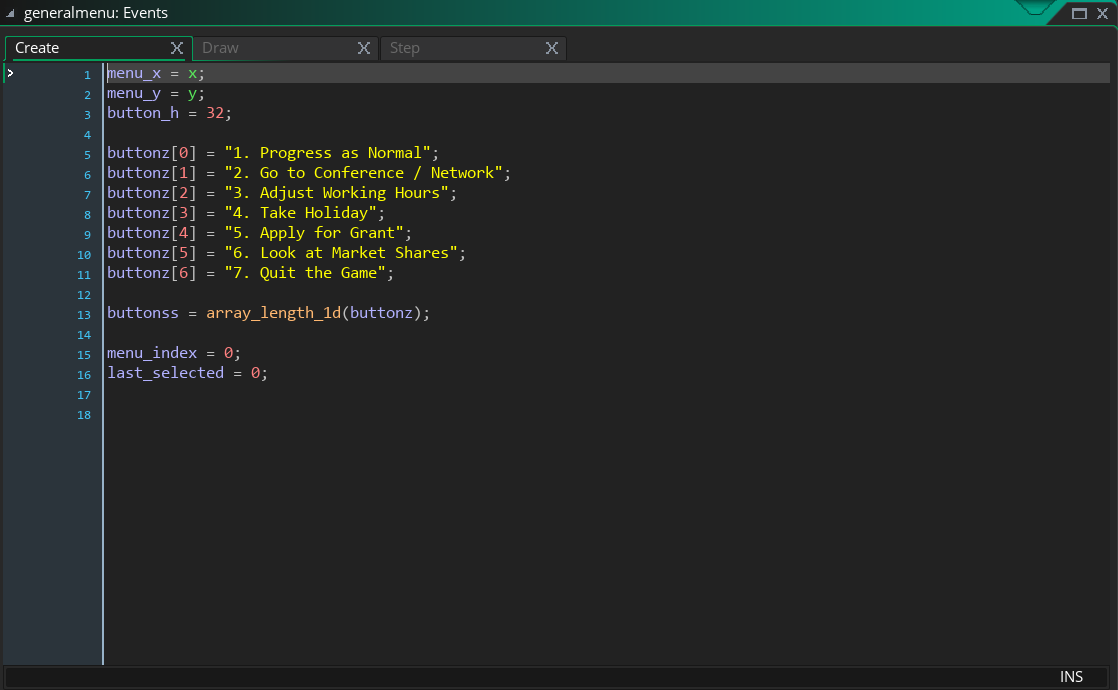 generalmenu: Events
Create X Draw X Step X
> 1 menu_x = x;
2 menu_y = y;
3 button_h = 32;
4
5 buttonz[0] = "1. Progress as Normal";
6 buttonz[1] = "2. Go to Conference / Network";
7 buttonz[2] = "3. Adjust Working Hours";
8 buttonz[3] = "4. Take Holiday";
9 buttonz[4] = "5. Apply for Grant";
10 buttonz[5] = "6. Look at Market Shares";
11 buttonz[6] = "7. Quit the Game";
12
13 buttonss = array_length_1d(buttonz);
14
15 menu_index = 0;
16 last_selected = 0;
17
18
INS